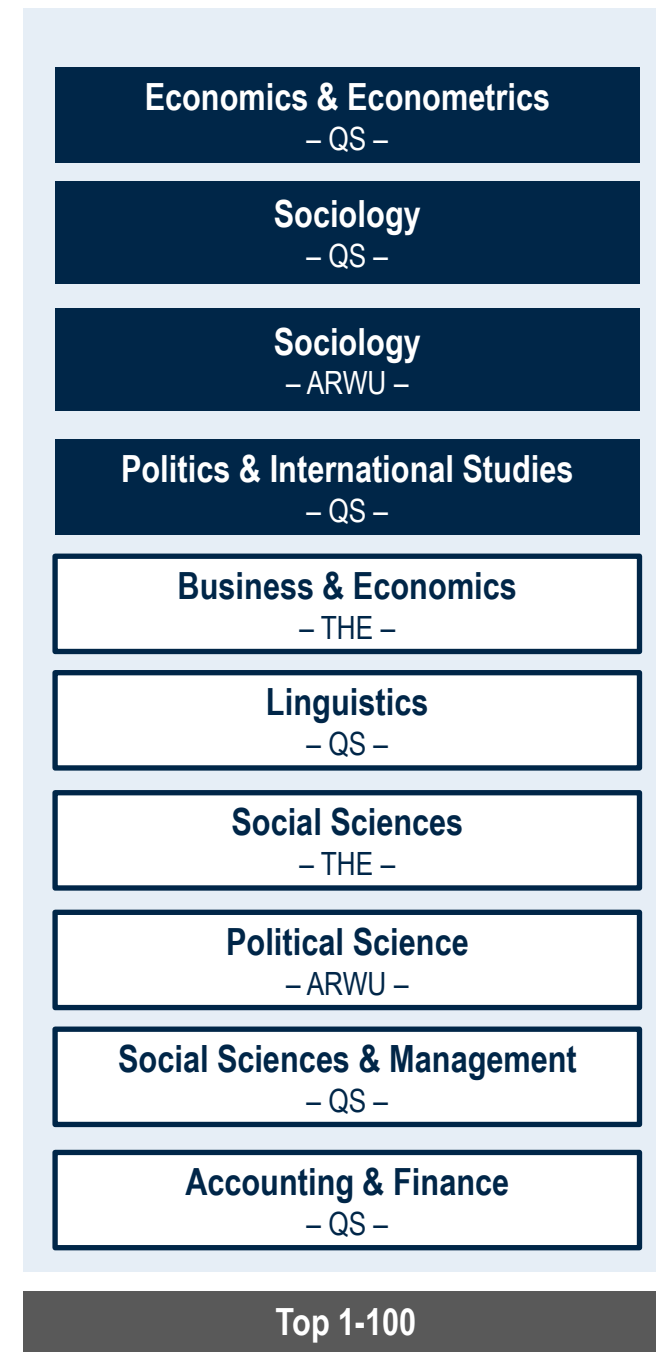 Economics & Econometrics
– QS –
Sociology
– QS –
Sociology
– ARWU –
Politics & International Studies
– QS –
Business & Economics
– THE –
Linguistics
– QS –
Social Sciences
– THE –
Political Science
– ARWU –
Social Sciences & Management
– QS –
Accounting & Finance
– QS –
Top 1-100